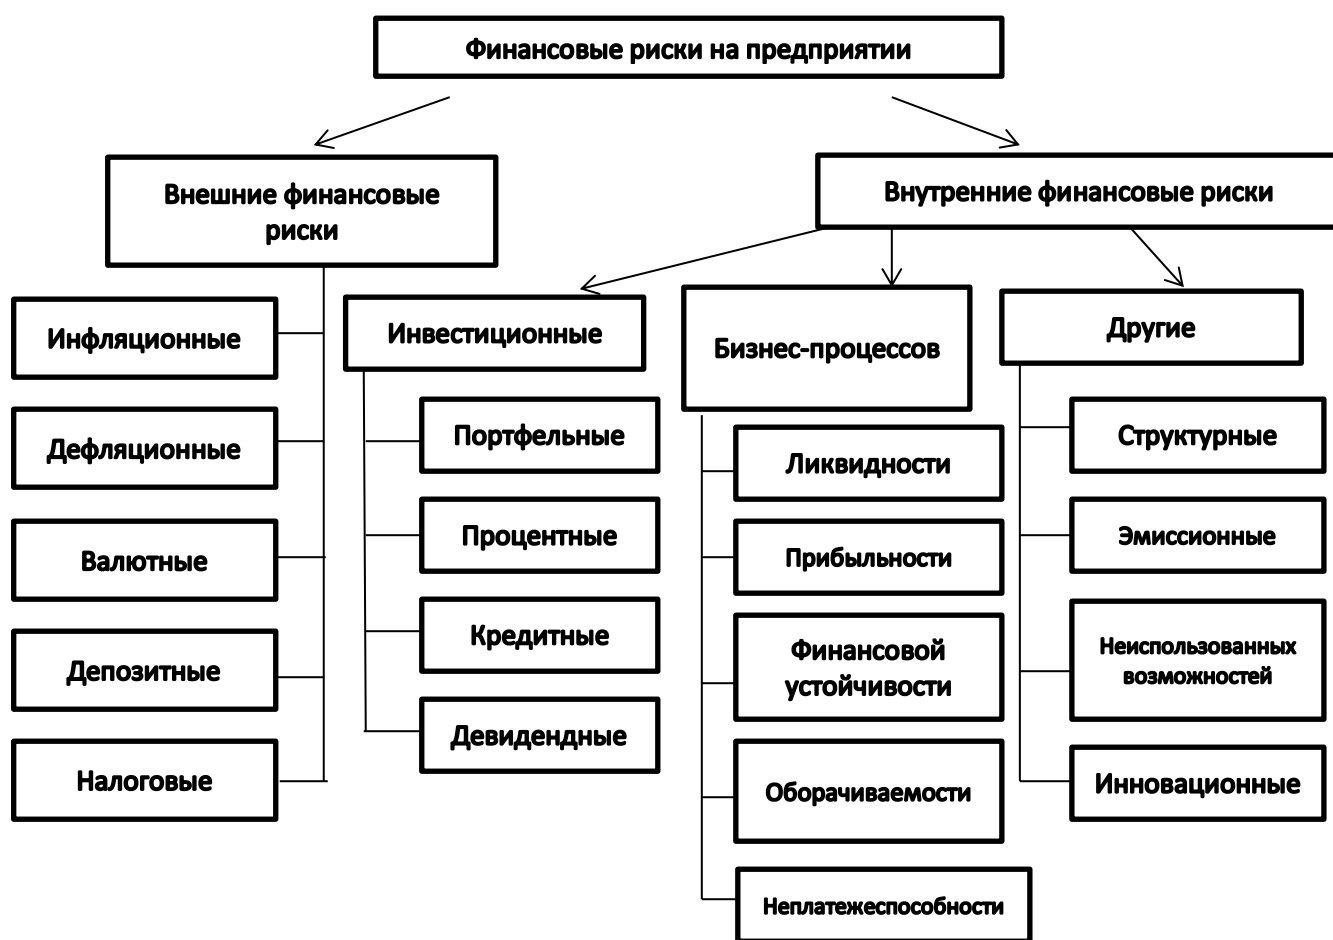 Финансовые риски на предприятии
Внешние финансовые
риски
Внутренние финансовые риски
Инфляционные
Дефляционные
Валютные
Депозитные
Налоговые
Инвестиционные
Портфельные
Процентные
Кредитные
Девидендные
Бизнес-процессов
Ликвидности
Прибыльности
Финансовой
устойчивости
Оборачиваемости
Неплатежеспособности
Другие
Структурные
Эмиссионные
Неиспользованных
возможностей
Инновационные